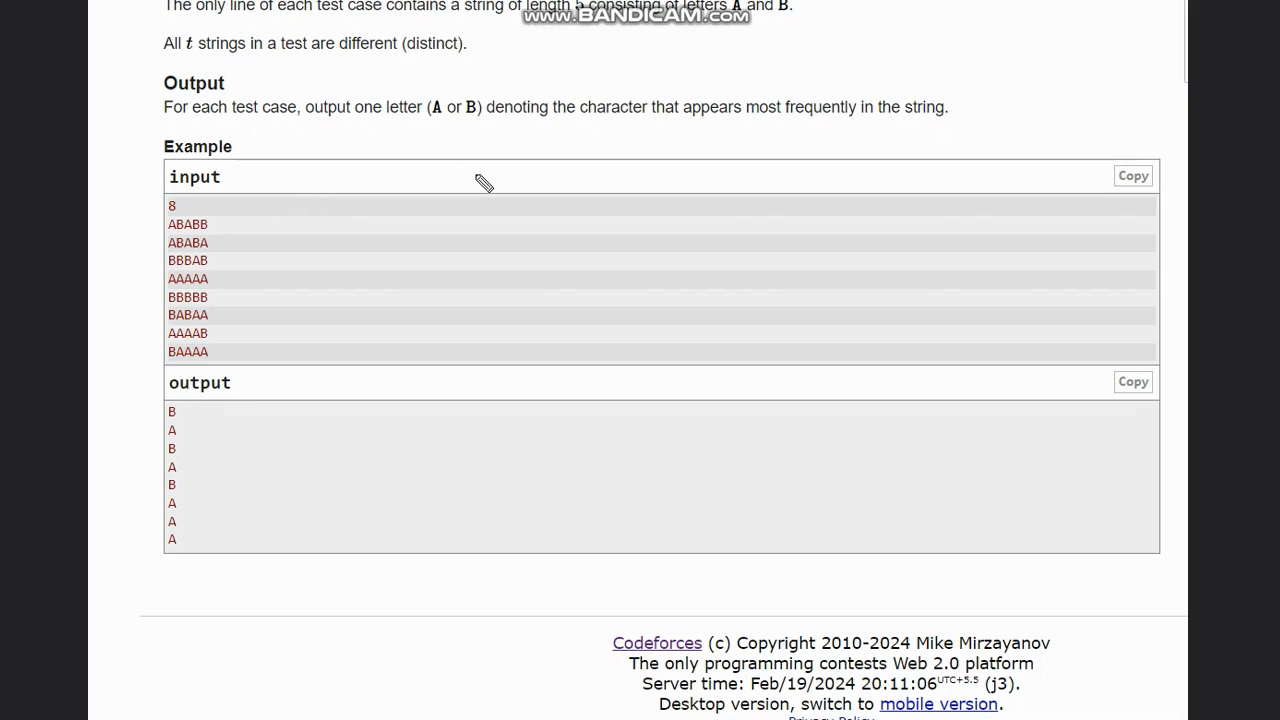 The only line of each test case contains a string of length 5 consisting of letters A and B.
www.BANDICAM.com
All t strings in a test are different (distinct).
Output
For each test case, output one letter (A or B) denoting the character that appears most frequently in the string.
Example
input
Copy
8
ABABB
ABABA
BBBAB
AAAAA
BBBBB
BABAA
AAAAB
BAAAA
output
Copy
B
A
B
A
B
A
A
A
Codeforces (c) Copyright 2010-2024 Mike Mirzayanov
The only programming contests Web 2.0 platform
Server time: Feb/19/2024 20:11:06UTC+5.5 (j3).
Desktop version, switch to mobile version.
Privacy Policy